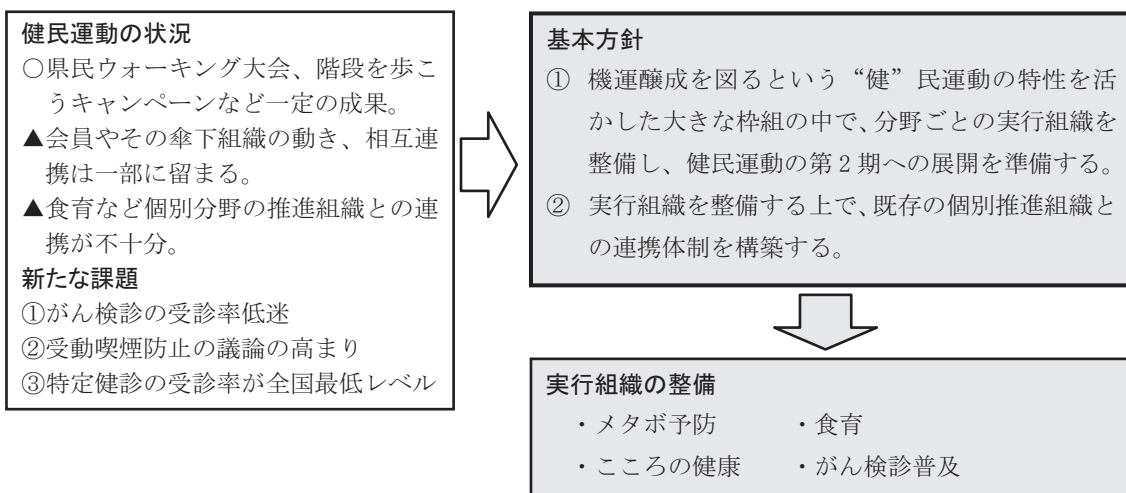 健民運動の状況
○県民ウォーキング大会、階段を歩こ
うキャンペーンなど一定の成果。
▲会員やその傘下組織の動き、相互連
携は一部に留まる。
▲食育など個別分野の推進組織との連
携が不十分。
新たな課題
①がん検診の受診率低迷
②受動喫煙防止の議論の高まり
③特定健診の受診率が全国最低レベル
基本方針
① 機運醸成を図るという“健”民運動の特性を活
かした大きな枠組の中で、分野ごとの実行組織を
整備し、健民運動の第2期への展開を準備する。
② 実行組織を整備する上で、既存の個別推進組織と
の連携体制を構築する。
実行組織の整備
・メタボ予防 ・食育
・こころの健康 ・がん検診普及